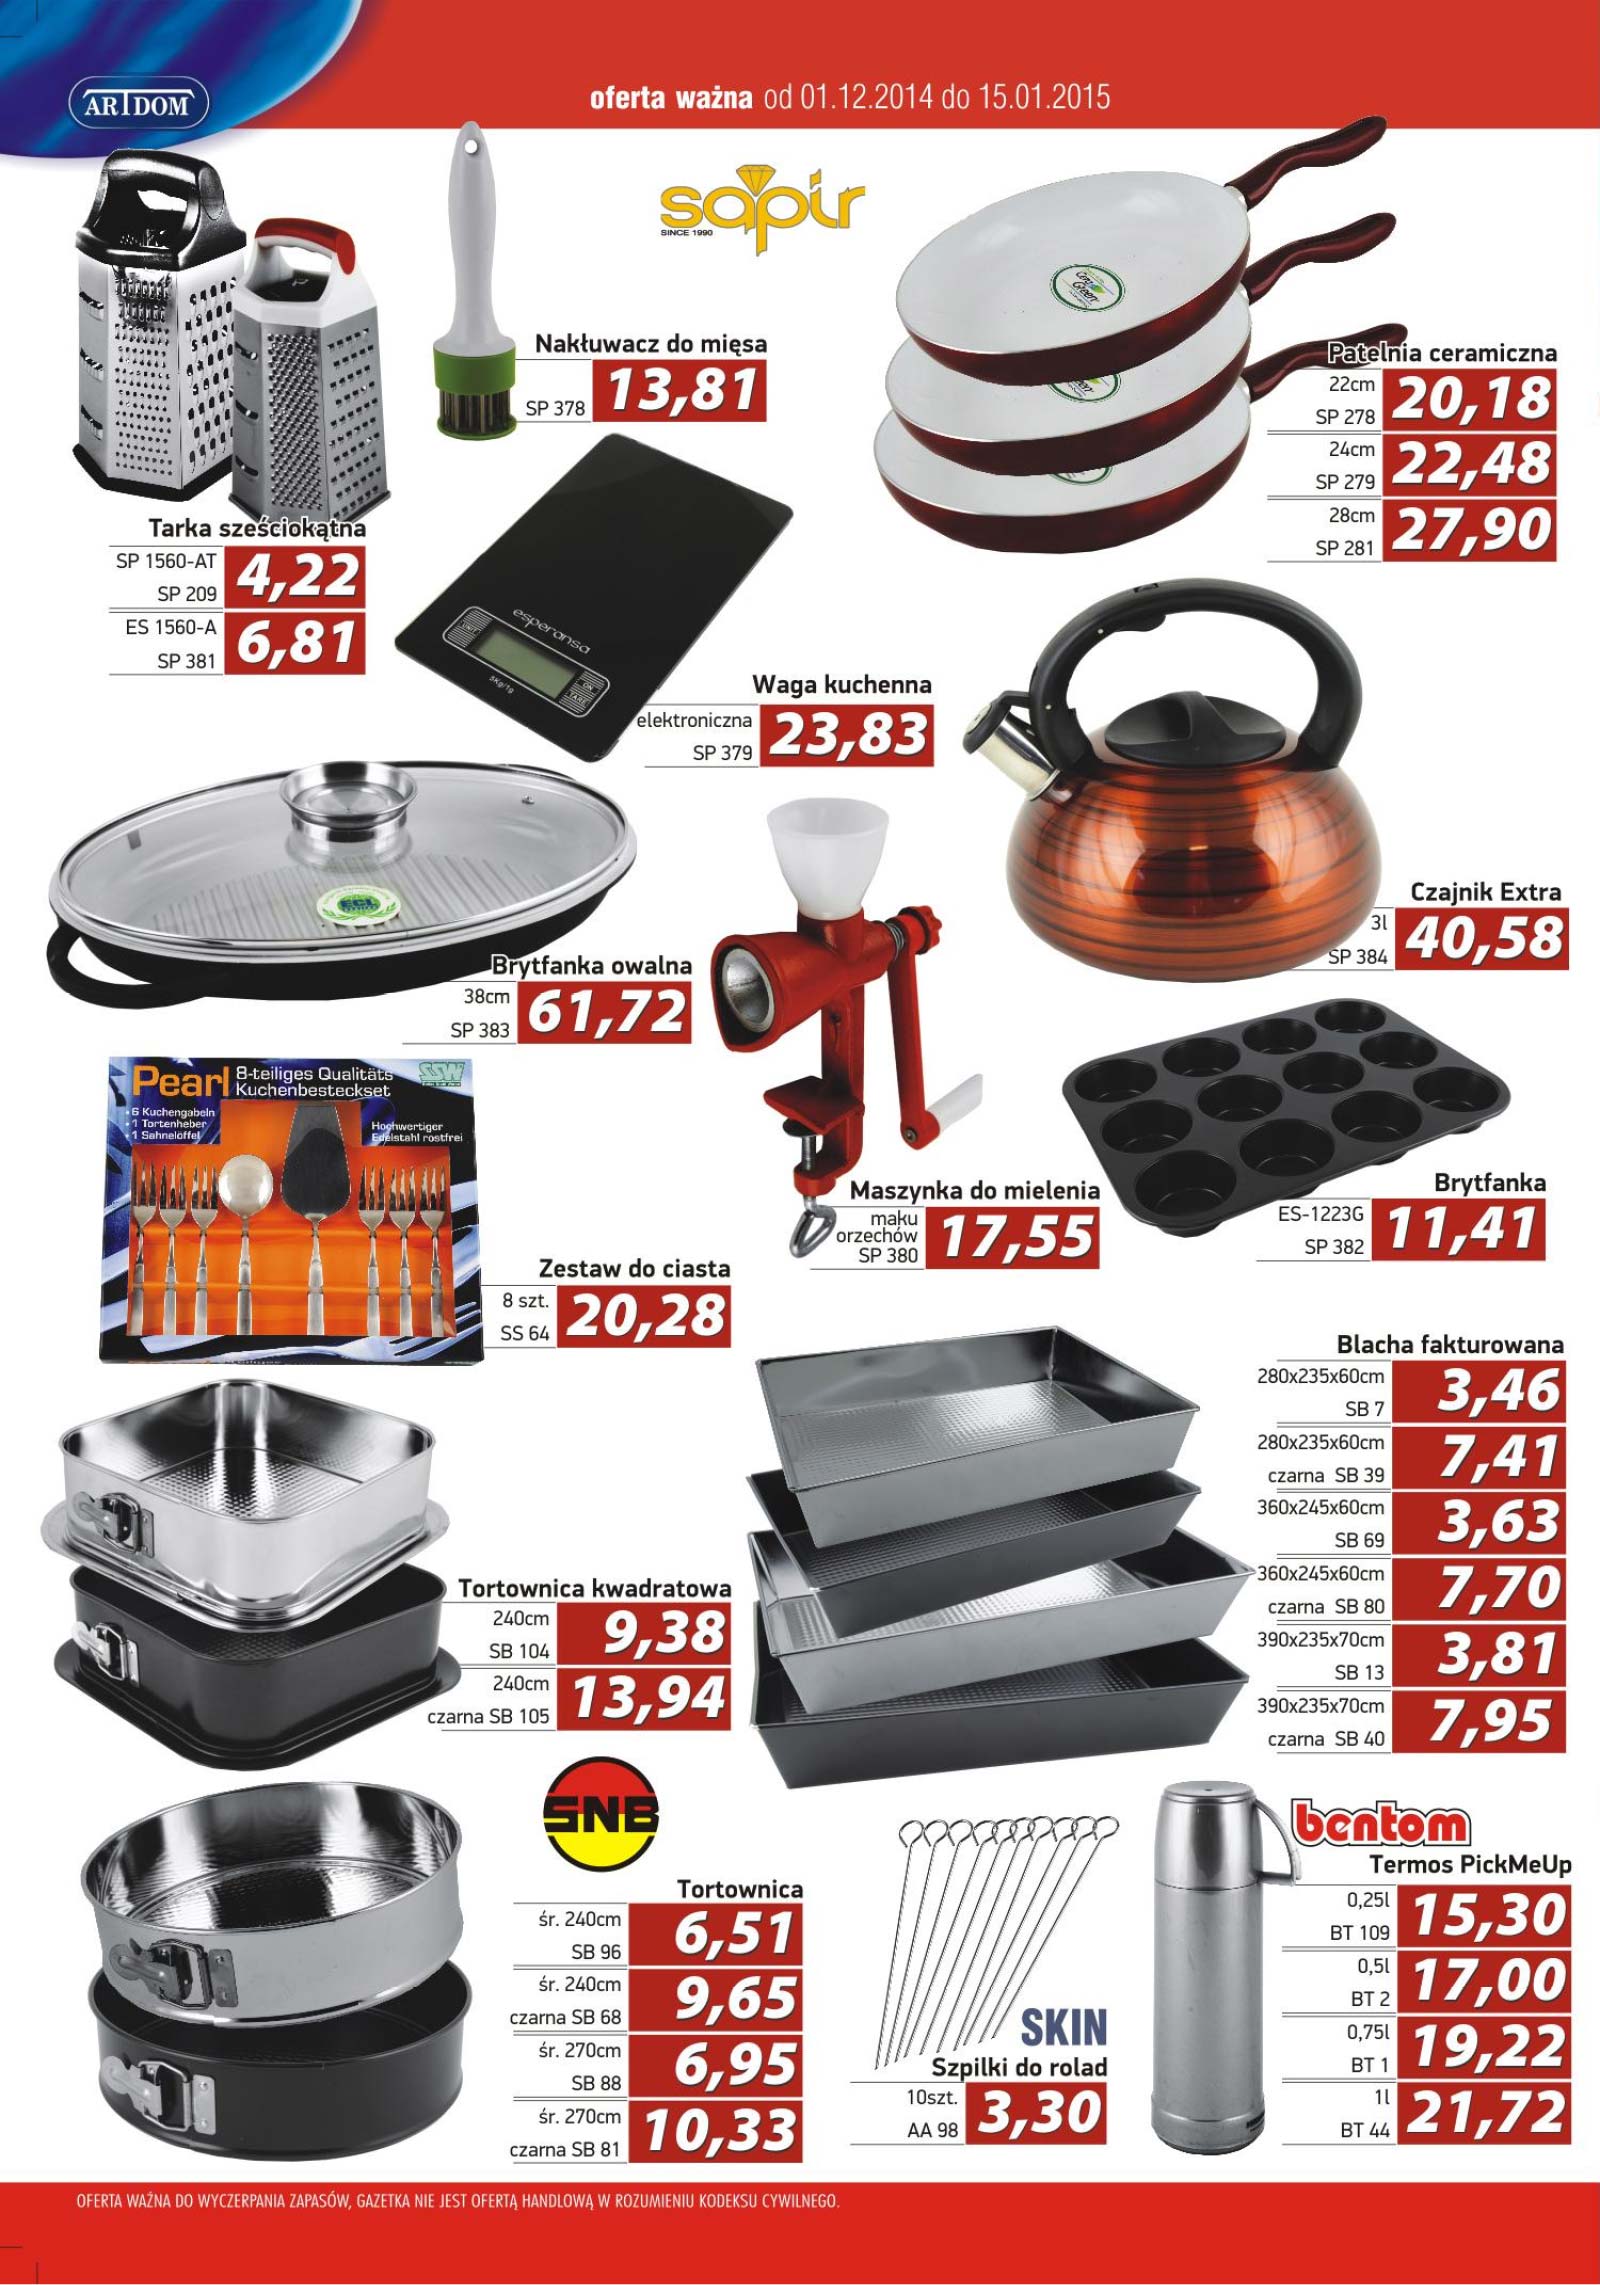 ARTDOM
oferta ważna od 01.12.2014 do 15.01.2015
sapir
SINCE 1990
Nakłuwacz do mięsa
SP 378
13,81
Green
Patelnia ceramiczna
22cm
SP 278
20,18
24cm
SP 279
22,48
28cm
SP 281
27,90
Tarka sześciokątna
SP 1560-AT
SP 209
4,22
ES 1560-A
SP 381
6,81
esperansa
UNIT
5Kg/1g
ON
TARE
Waga kuchenna
elektroniczna
SP 379
23,83
Czajnik Extra
3l
SP 384
40,58
Brytfanka owalna
38cm
SP 383
61,72
Pearl 8-teiliges Qualitäts
Kuchenbesteckset
SSW
• 6 Kuchengabeln
• 1 Tortenheber
• 1 Sahnelöffel
Hochwertiger
Edelstahl rostfrei
Maszynka do mielenia
maku
orzechów
SP 380
17,55
Brytfanka
ES-1223G
SP 382
11,41
Zestaw do ciasta
8 szt.
SS 64
20,28
Blacha fakturowana
280x235x60cm
SB 7
3,46
280x235x60cm
czarna SB 39
7,41
360x245x60cm
SB 69
3,63
360x245x60cm
czarna SB 80
7,70
390x235x70cm
SB 13
3,81
390x235x70cm
czarna SB 40
7,95
Tortownica kwadratowa
240cm
SB 104
9,38
240cm
czarna SB 105
13,94
SNB
Tortownica
śr. 240cm
SB 96
6,51
śr. 240cm
czarna SB 68
9,65
śr. 270cm
SB 88
6,95
śr. 270cm
czarna SB 81
10,33
SKIN
Szpilki do rolad
10szt.
AA 98
3,30
bentom
Termos PickMeUp
0,25l
BT 109
15,30
0,5l
BT 2
17,00
0,75l
BT 1
19,22
1l
BT 44
21,72
OFERTA WAŻNA DO WYCZERPANIA ZAPASÓW, GAZETKA NIE JEST OFERTĄ HANDLOWĄ W ROZUMIENIU KODEKSU CYWILNEGO.